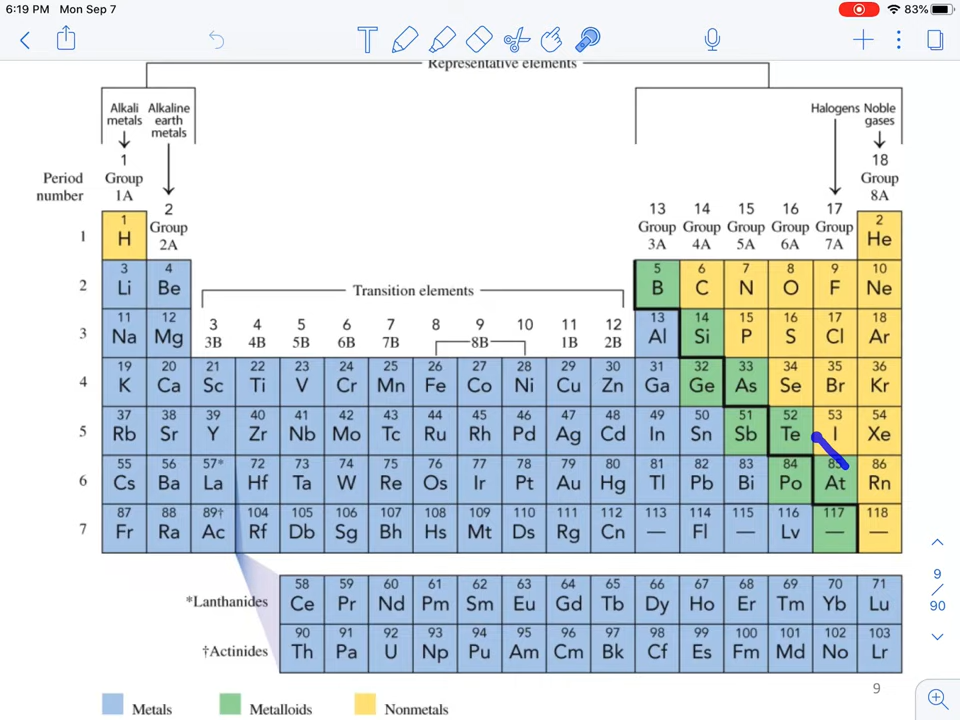 6:19 PM Mon Sep 7 83%
T
Representative elements
Alkali metals
Alkaline earth metals
Halogens
Noble gases
1 Group 1A
2 Group 2A
13 Group 3A
14 Group 4A
15 Group 5A
16 Group 6A
17 Group 7A
18 Group 8A
Period number
1
1 H
2 He
2
3 Li 4 Be 5 B 6 C 7 N 8 O 9 F 10 Ne
Transition elements
3 3B 4 4B 5 5B 6 6B 7 7B 8 9 10 8B 11 1B 12 2B
3
11 Na 12 Mg 13 Al 14 Si 15 P 16 S 17 Cl 18 Ar
4
19 K 20 Ca 21 Sc 22 Ti 23 V 24 Cr 25 Mn 26 Fe 27 Co 28 Ni 29 Cu 30 Zn 31 Ga 32 Ge 33 As 34 Se 35 Br 36 Kr
5
37 Rb 38 Sr 39 Y 40 Zr 41 Nb 42 Mo 43 Tc 44 Ru 45 Rh 46 Pd 47 Ag 48 Cd 49 In 50 Sn 51 Sb 52 Te 53 I 54 Xe
6
55 Cs 56 Ba 57* La 72 Hf 73 Ta 74 W 75 Re 76 Os 77 Ir 78 Pt 79 Au 80 Hg 81 Tl 82 Pb 83 Bi 84 Po 85 At 86 Rn
7
87 Fr 88 Ra 89† Ac 104 Rf 105 Db 106 Sg 107 Bh 108 Hs 109 Mt 110 Ds 111 Rg 112 Cn 113 — 114 Fl 115 — 116 Lv 117 — 118 —
*Lanthanides 58 Ce 59 Pr 60 Nd 61 Pm 62 Sm 63 Eu 64 Gd 65 Tb 66 Dy 67 Ho 68 Er 69 Tm 70 Yb 71 Lu
†Actinides 90 Th 91 Pa 92 U 93 Np 94 Pu 95 Am 96 Cm 97 Bk 98 Cf 99 Es 100 Fm 101 Md 102 No 103 Lr
Metals
Metalloids
Nonmetals
9
9 / 90